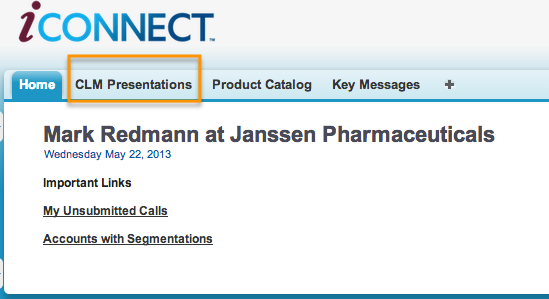 iCONNECT™
Home CLM Presentations Product Catalog Key Messages +
Mark Redmann at Janssen Pharmaceuticals
Wednesday May 22, 2013
Important Links
My Unsubmitted Calls
Accounts with Segmentations